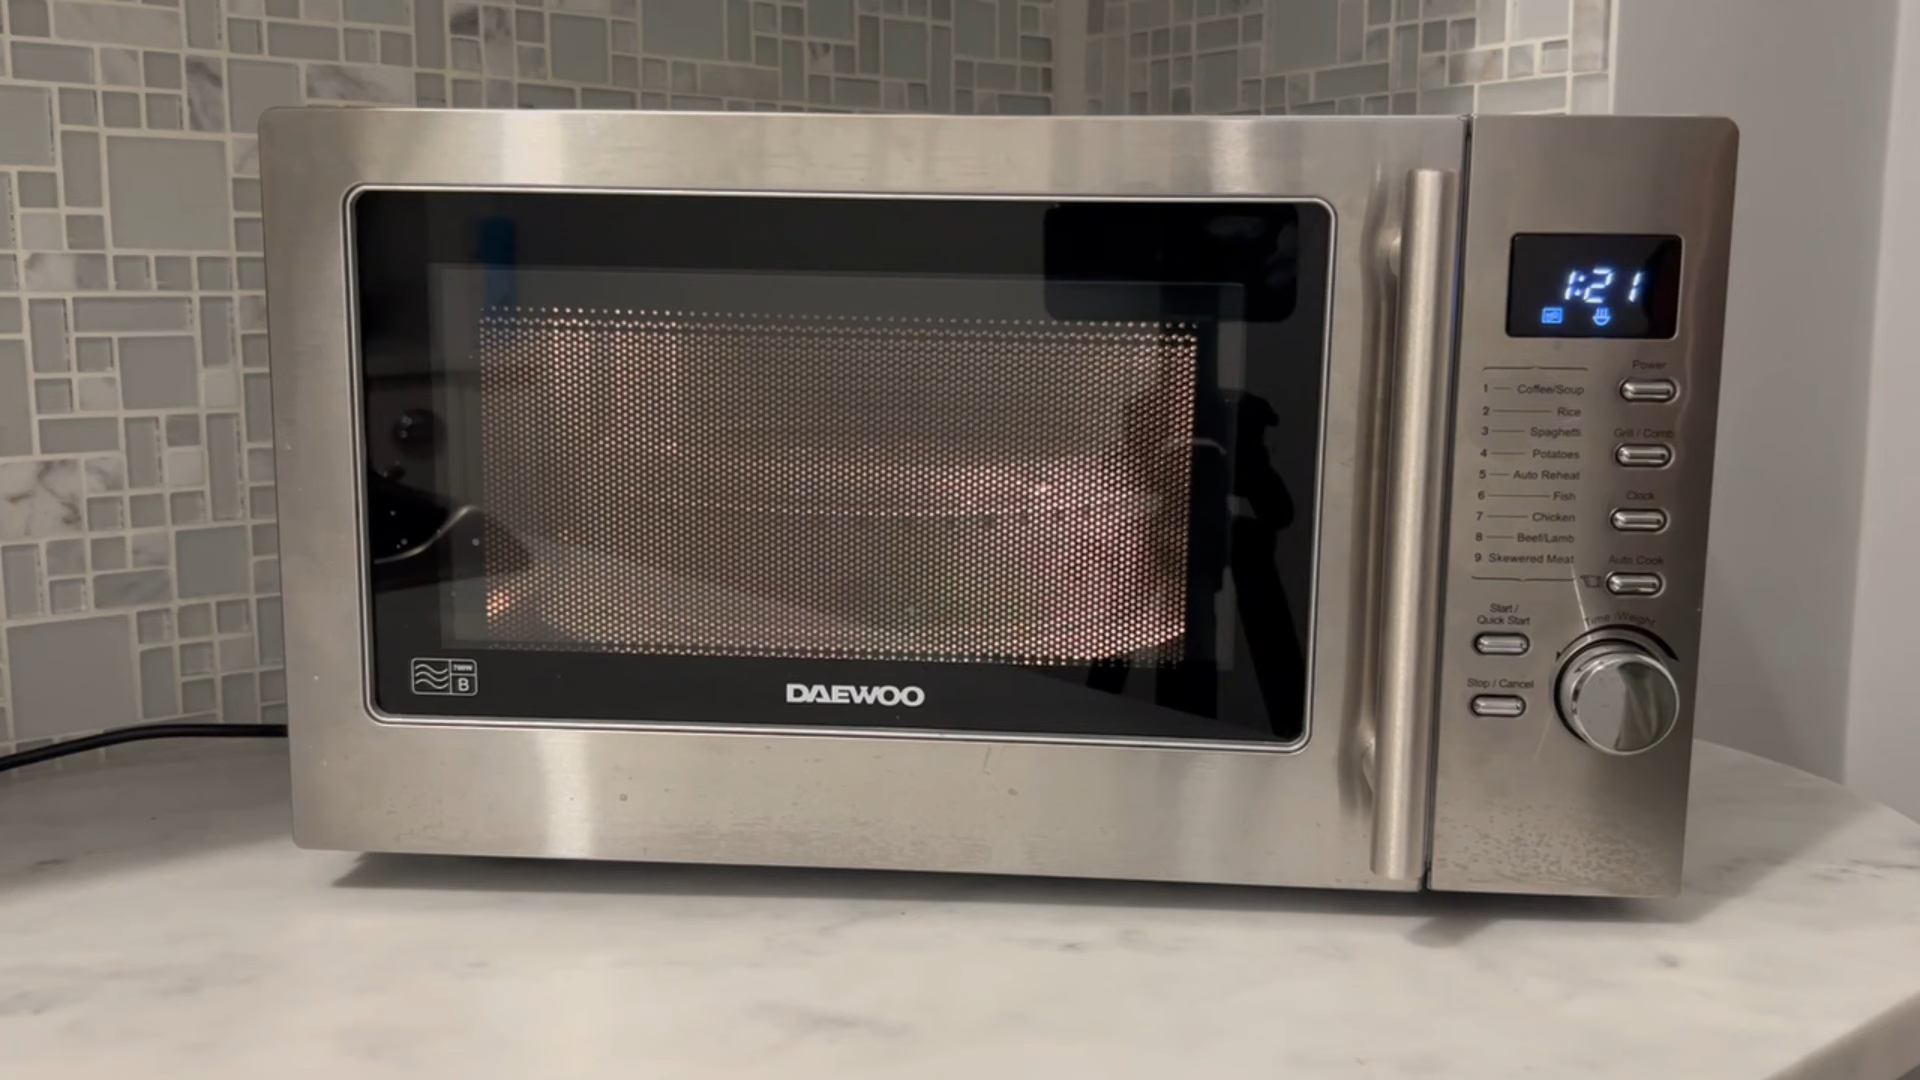 1:21
Power
1 Coffee/Soup
2 Rice
3 Spaghetti
4 Potatoes
5 Auto Reheat
6 Fish
7 Chicken
8 Beef/Lamb
9 Skewered Meat
Grill / Comb
Clock
Auto Cook
Start /
Quick Start
Time /Weight
Stop / Cancel
700W
B
DAEWOO